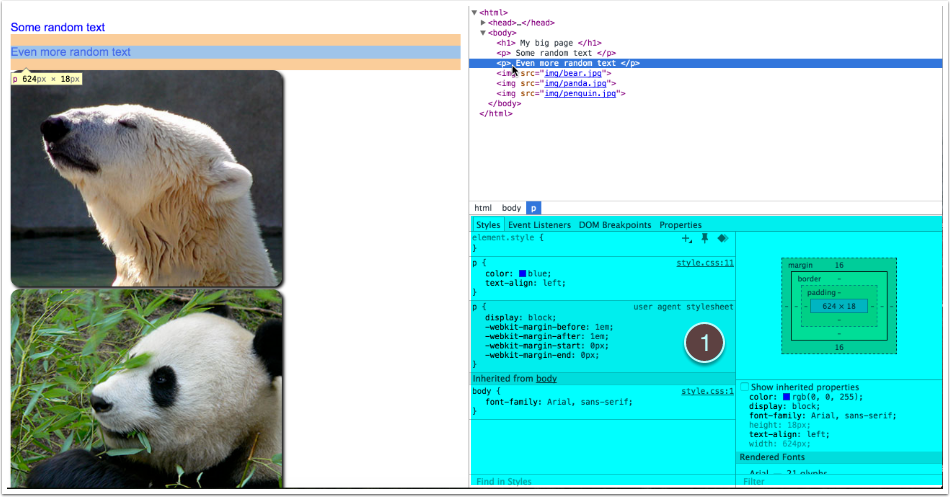 Some random text
Even more random text
p 624px × 18px
▼<html>
▶<head>…</head>
▼<body>
<h1> My big page </h1>
<p> Some random text </p>
<p> Even more random text </p>
<img src="img/bear.jpg">
<img src="img/panda.jpg">
<img src="img/penguin.jpg">
</body>
</html>
html body p
Styles Event Listeners DOM Breakpoints Properties
element.style {
}
p { style.css:11
color: blue;
text-align: left;
}
p { user agent stylesheet
display: block;
-webkit-margin-before: 1em;
-webkit-margin-after: 1em;
-webkit-margin-start: 0px;
-webkit-margin-end: 0px;
}
Inherited from body
body { style.css:1
font-family: Arial, sans-serif;
}
Find in Styles
1
margin 16
border -
padding -
- - - 624 × 18 - - -
-
-
16
Show inherited properties
color: rgb(0, 0, 255);
display: block;
font-family: Arial, sans-serif;
height: 18px;
text-align: left;
width: 624px;
Rendered Fonts
Arial — 21 glyphs
Filter